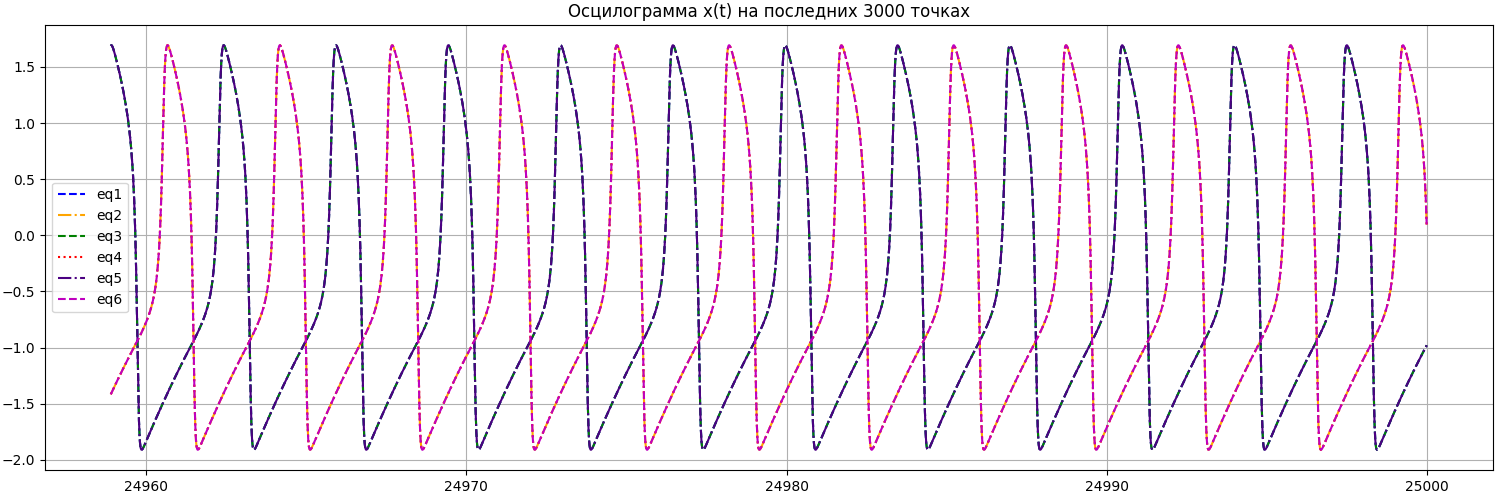 Осцилограмма x(t) на последних 3000 точках
1.5
1.0
0.5
0.0
−0.5
−1.0
−1.5
−2.0
eq1
eq2
eq3
eq4
eq5
eq6
24960 24970 24980 24990 25000